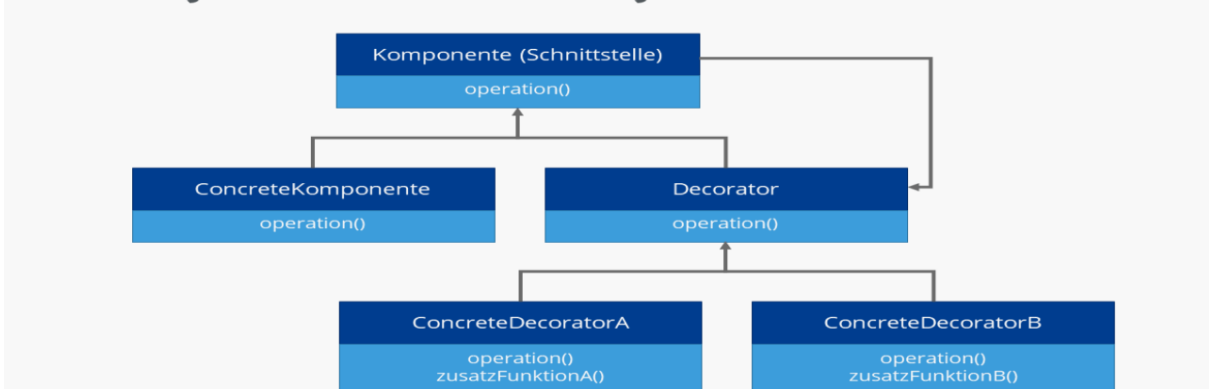 Komponente (Schnittstelle)
operation()
ConcreteKomponente
operation()
Decorator
operation()
ConcreteDecoratorA
operation()
zusatzFunktionA()
ConcreteDecoratorB
operation()
zusatzFunktionB()